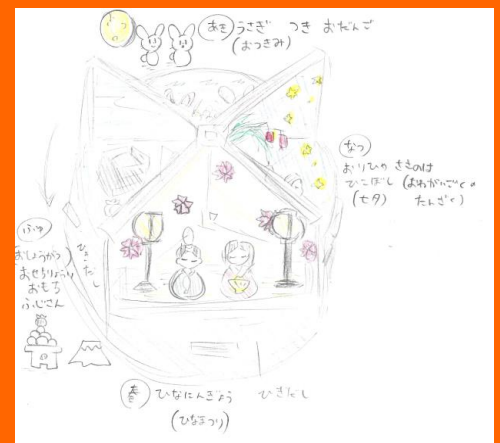 あき うさぎ つき おだんご
(おつきみ)
なつ
おりひめ ささのは
ひこぼし (おねがいごと。
(七夕) たんざく)
ふゆ
おしょうがつ
おせちりょうり
おもち
ふじさん
ひきだし
春 ひなにんぎょう ひきだし
(ひなまつり)